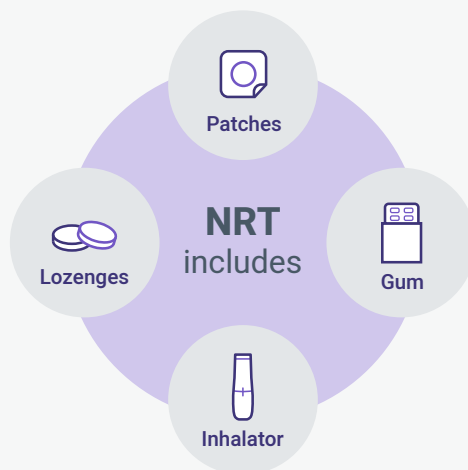 Patches
NRT
includes
Lozenges
Gum
Inhalator